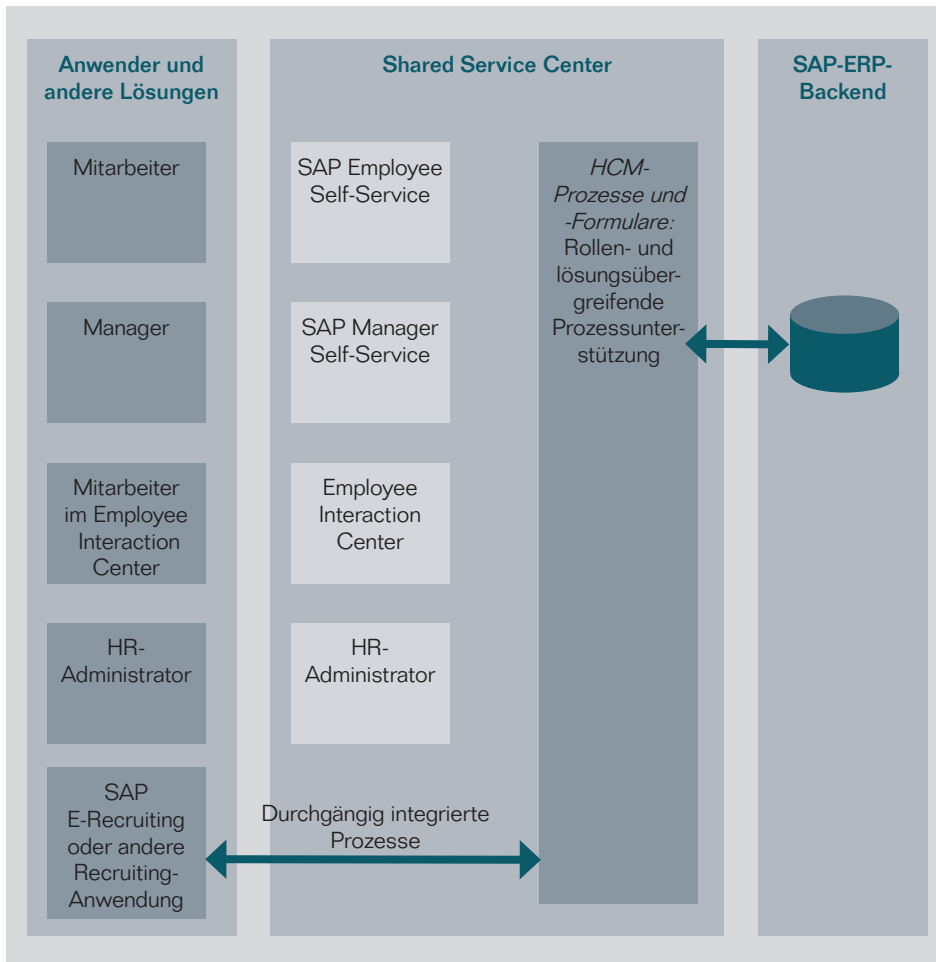 Anwender und
andere Lösungen
Shared Service Center
SAP-ERP-
Backend
Mitarbeiter
SAP Employee
Self-Service
HCM-
Prozesse und
-Formulare:
Rollen- und
lösungsüber-
greifende
Prozessunter-
stützung
Manager
SAP Manager
Self-Service
Mitarbeiter
im Employee
Interaction
Center
Employee
Interaction
Center
HR-
Administrator
HR-
Administrator
SAP
E-Recruiting
oder andere
Recruiting-
Anwendung
Durchgängig integrierte
Prozesse